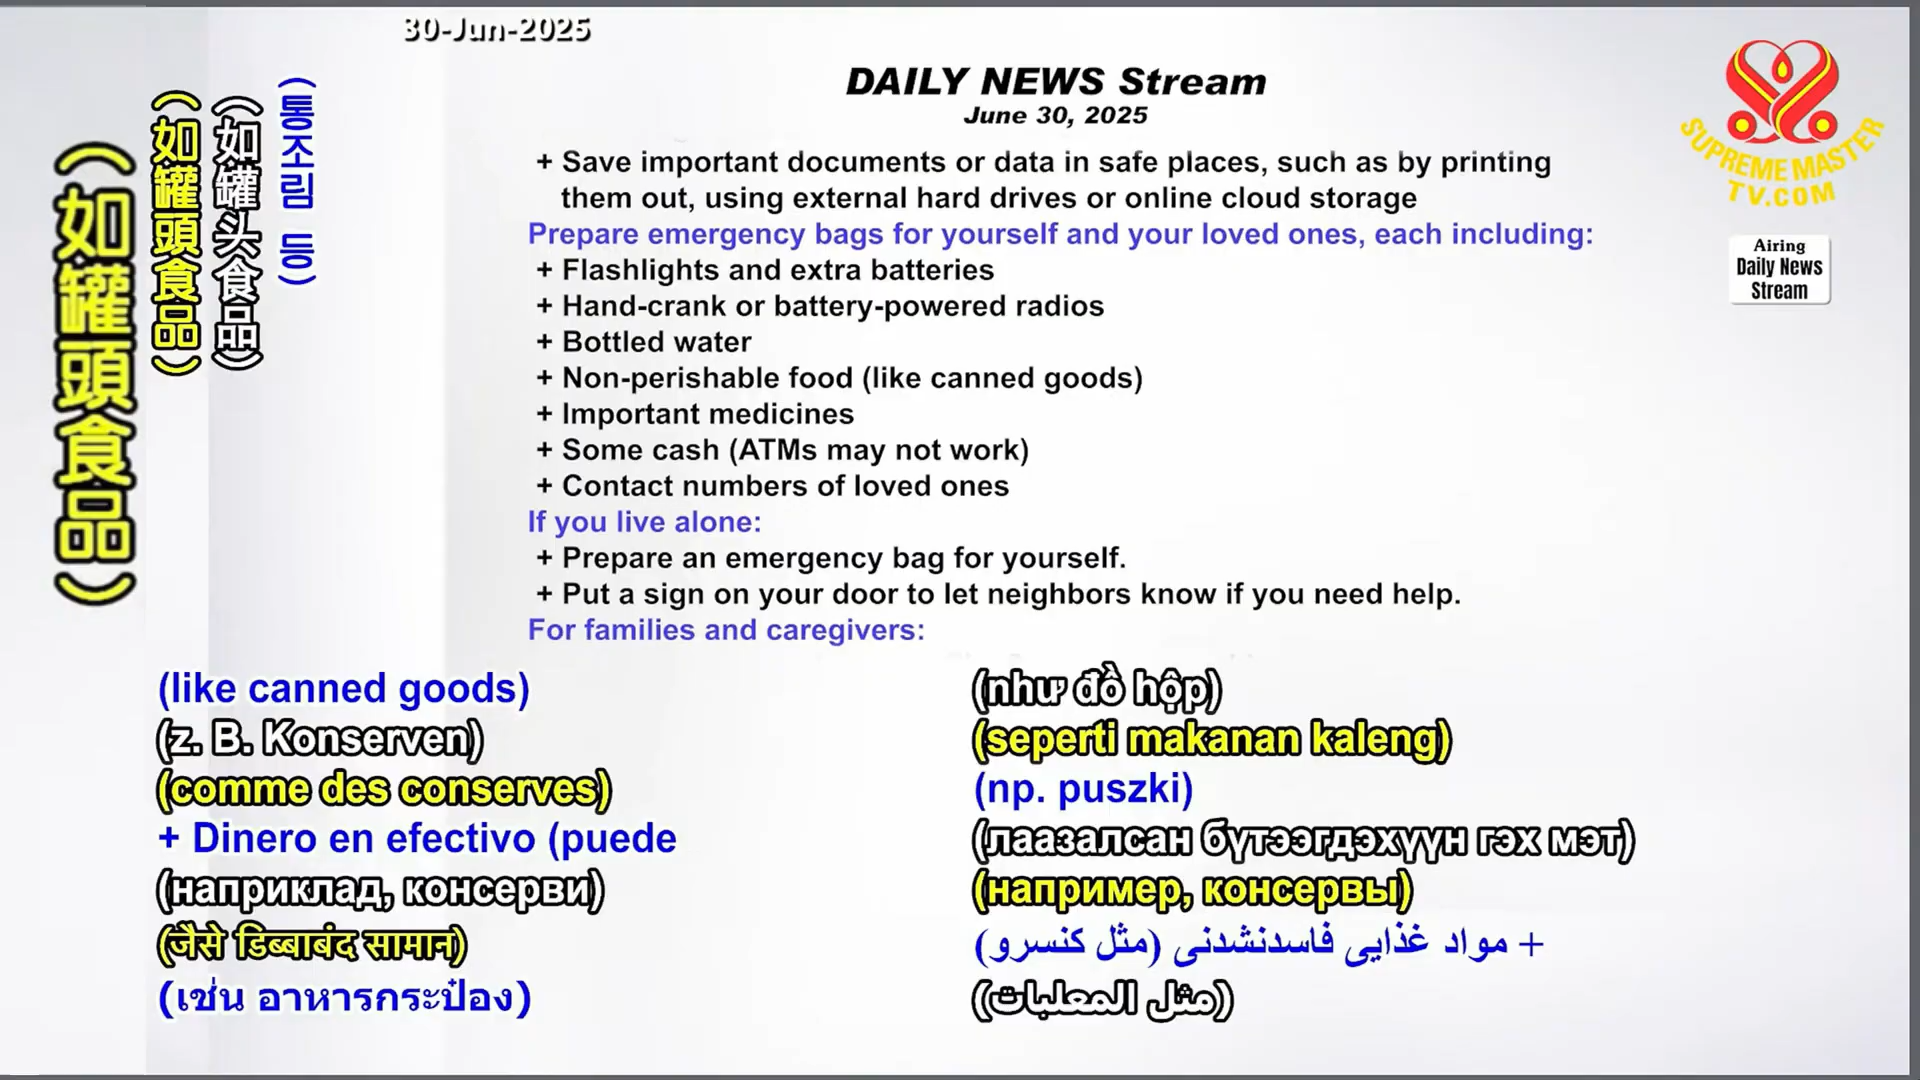 30-Jun-2025
DAILY NEWS Stream
June 30, 2025
+ Save important documents or data in safe places, such as by printing
them out, using external hard drives or online cloud storage
Prepare emergency bags for yourself and your loved ones, each including:
+ Flashlights and extra batteries
+ Hand-crank or battery-powered radios
+ Bottled water
+ Non-perishable food (like canned goods)
+ Important medicines
+ Some cash (ATMs may not work)
+ Contact numbers of loved ones
If you live alone:
+ Prepare an emergency bag for yourself.
+ Put a sign on your door to let neighbors know if you need help.
For families and caregivers:
SUPREME MASTER
TV.COM
Airing
Daily News
Stream
(如罐頭食品)
(如罐頭食品)
(如罐头食品)
(통조림 등)
(like canned goods)
(z. B. Konserven)
(comme des conserves)
+ Dinero en efectivo (puede
(наприклад, консерви)
(जैसे डिब्बाबंद सामान)
(เช่น อาหารกระป๋อง)
(như đồ hộp)
(seperti makanan kaleng)
(np. puszki)
(лаазалсан бүтээгдэхүүн гэх мэт)
(например, консервы)
+ مواد غذایی فاسدنشدنی (مثل کنسرو)
(مثل المعلبات)